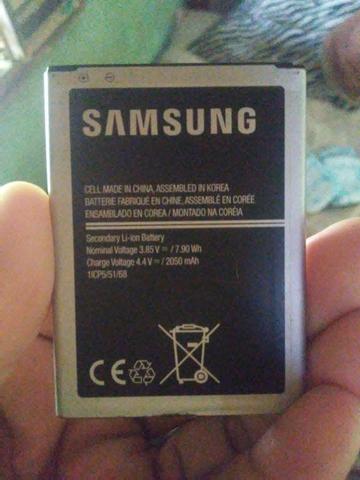 SAMSUNG
CELL MADE IN CHINA, ASSEMBLED IN KOREA
BATTERIE FABRIQUÉ EN CHINE, ASSEMBLÉ EN CORÉE
ENSAMBLADO EN COREA / MONTADO NA CORÉIA
Secondary Li-ion Battery
Nominal Voltage 3.85 V ⎓ / 7.90 Wh
Charge Voltage 4.4 V ⎓ / 2050 mAh
1ICP5/51/68
CE